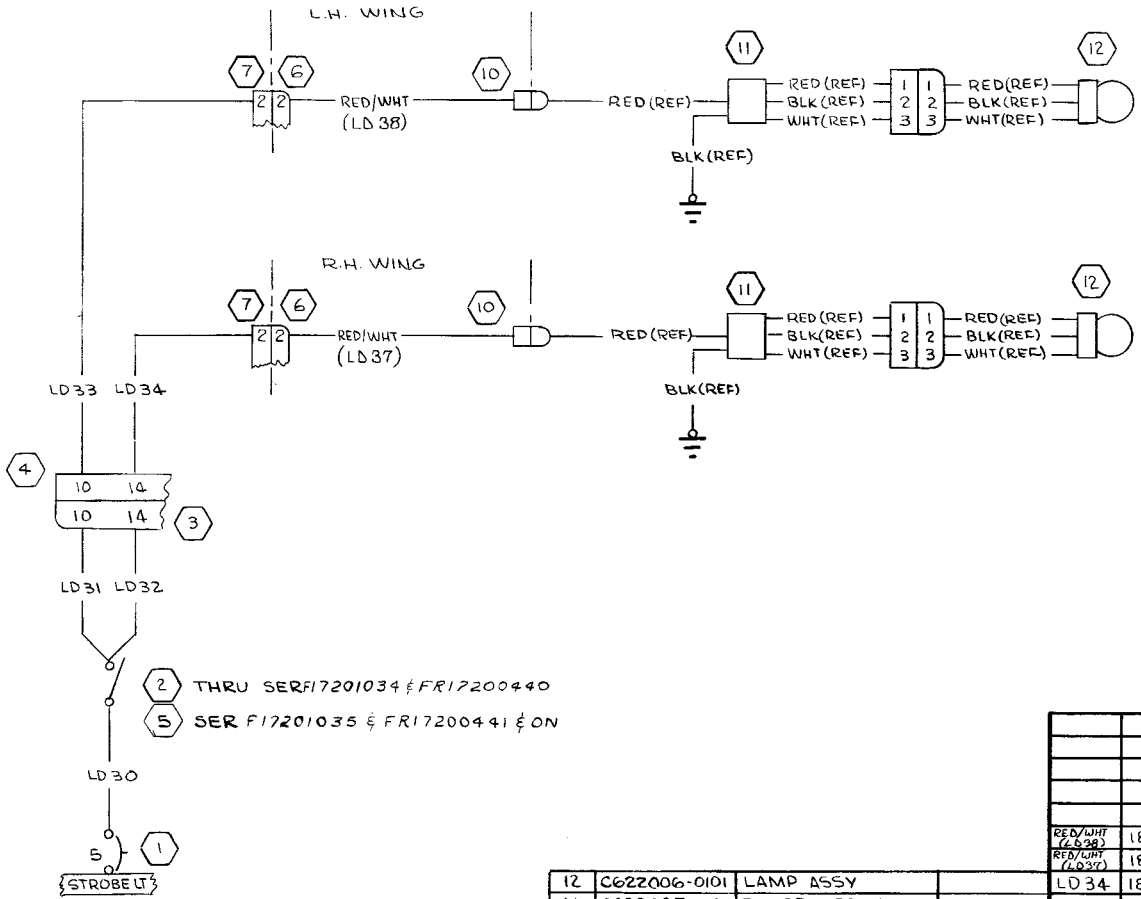 L.H. WING
7 6 10 11 12
2 2 RED/WHT (LD 38) RED (REF)
RED (REF) 1 1 RED (REF)
BLK (REF) 2 2 BLK (REF)
WHT (REF) 3 3 WHT (REF)
BLK (REF)
R.H. WING
7 6 10 11 12
2 2 RED/WHT (LD37) RED (REF)
RED (REF) 1 1 RED (REF)
BLK (REF) 2 2 BLK (REF)
WHT (REF) 3 3 WHT (REF)
BLK (REF)
LD33 LD34
4
10 14
10 14
3
LD31 LD32
2 THRU SER F17201034 & FR17200440
5 SER F17201035 & FR17200441 & ON
LD30
5 1
STROBE LT
RED/WHT (LD38) 18
RED/WHT (LD37) 18
12 C622006-0101 LAMP ASSY LD 34 18